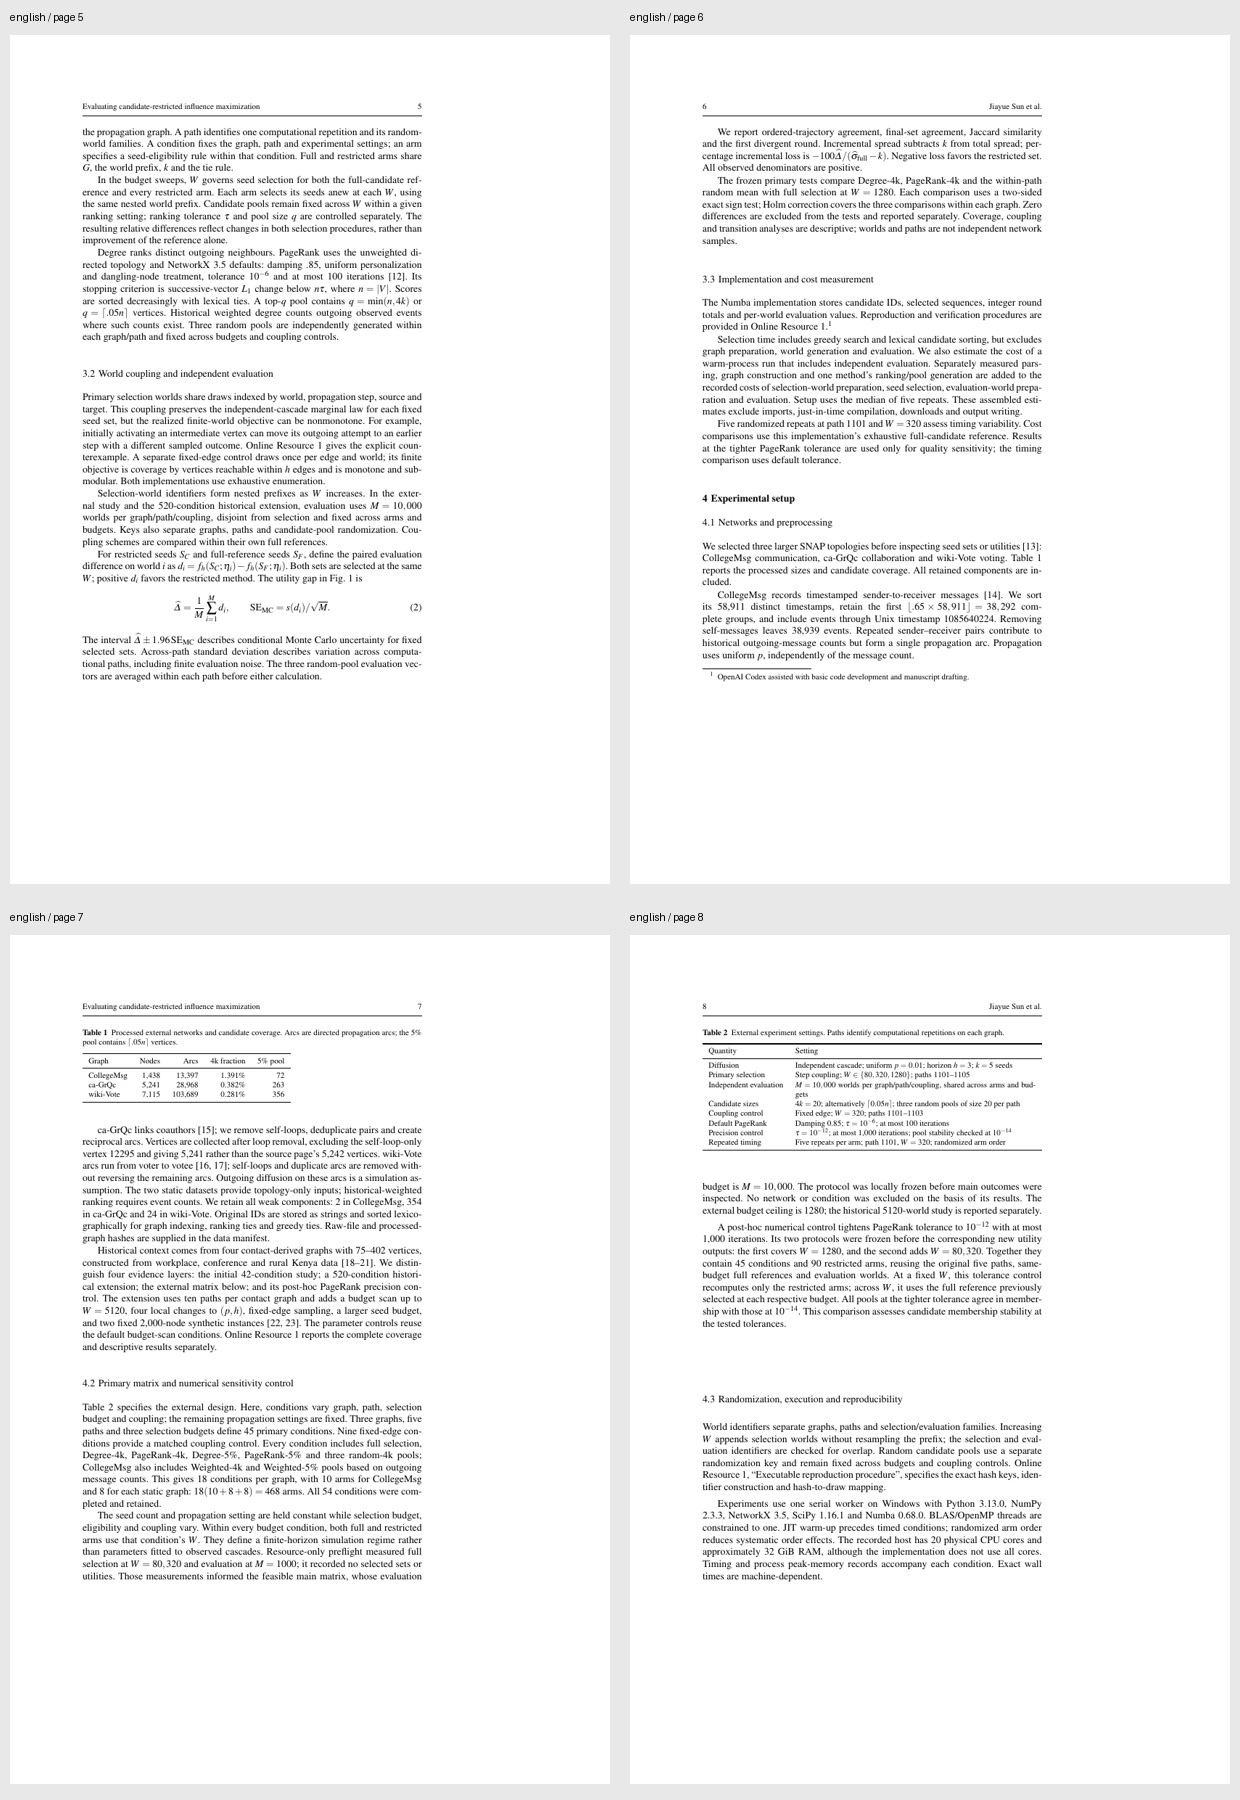 english / page 5
Evaluating candidate-restricted influence maximization 5
the propagation graph. A path identifies one computational repetition and its random-
world families. A condition fixes the graph, path and experimental settings; an arm
specifies a seed-eligibility rule within that condition. Full and restricted arms share
G, the world prefix, k and the tie rule.
In the budget sweeps, W governs seed selection for both the full-candidate ref-
erence and every restricted arm. Each arm selects its seeds anew at each W, using
the same nested world prefix. Candidate pools remain fixed across W within a given
ranking setting; ranking tolerance τ and pool size q are controlled separately. The
resulting relative differences reflect changes in both selection procedures, rather than
improvement of the reference alone.
Degree ranks distinct outgoing neighbours. PageRank uses the unweighted di-
rected topology and NetworkX 3.5 defaults: damping .85, uniform personalization
and dangling-node treatment, tolerance 10⁻⁶ and at most 100 iterations [12]. Its
stopping criterion is successive-vector L₁ change below nτ, where n = |V|. Scores
are sorted decreasingly with lexical ties. A top-q pool contains q = min(n,4k) or
q = ⌈.05n⌉ vertices. Historical weighted degree counts outgoing observed events
where such counts exist. Three random pools are independently generated within
each graph/path and fixed across budgets and coupling controls.
3.2 World coupling and independent evaluation
Primary selection worlds share draws indexed by world, propagation step, source and
target. This coupling preserves the independent-cascade marginal law for each fixed
seed set, but the realized finite-world objective can be nonmonotone. For example,
initially activating an intermediate vertex can move its outgoing attempt to an earlier
step with a different sampled outcome. Online Resource 1 gives the explicit coun-
terexample. A separate fixed-edge control draws once per edge and world; its finite
objective is coverage by vertices reachable within h edges and is monotone and sub-
modular. Both implementations use exhaustive enumeration.
Selection-world identifiers form nested prefixes as W increases. In the exter-
nal study and the 520-condition historical extension, evaluation uses M = 10,000
worlds per graph/path/coupling, disjoint from selection and fixed across arms and
budgets. Keys also separate graphs, paths and candidate-pool randomization. Cou-
pling schemes are compared within their own full references.
For restricted seeds S_C and full-reference seeds S_F, define the paired evaluation
difference on world i as d_i = f_h(S_C;η_i) − f_h(S_F;η_i). Both sets are selected at the same
W; positive d_i favors the restricted method. The utility gap in Fig. 1 is
Δ̂ = 1/M ∑_{i=1}^{M} d_i, SE_MC = s(d_i)/√M. (2)
The interval Δ̂ ± 1.96SE_MC describes conditional Monte Carlo uncertainty for fixed
selected sets. Across-path standard deviation describes variation across computa-
tional paths, including finite evaluation noise. The three random-pool evaluation vec-
tors are averaged within each path before either calculation.
english / page 6
6 Jiayue Sun et al.
We report ordered-trajectory agreement, final-set agreement, Jaccard similarity
and the first divergent round. Incremental spread subtracts k from total spread; per-
centage incremental loss is −100Δ̂/(σ̂_full − k). Negative loss favors the restricted set.
All observed denominators are positive.
The frozen primary tests compare Degree-4k, PageRank-4k and the within-path
random mean with full selection at W = 1280. Each comparison uses a two-sided
exact sign test; Holm correction covers the three comparisons within each graph. Zero
differences are excluded from the tests and reported separately. Coverage, coupling
and transition analyses are descriptive; worlds and paths are not independent network
samples.
3.3 Implementation and cost measurement
The Numba implementation stores candidate IDs, selected sequences, integer round
totals and per-world evaluation values. Reproduction and verification procedures are
provided in Online Resource 1.¹
Selection time includes greedy search and lexical candidate sorting, but excludes
graph preparation, world generation and evaluation. We also estimate the cost of a
warm-process run that includes independent evaluation. Separately measured pars-
ing, graph construction and one method's ranking/pool generation are added to the
recorded costs of selection-world preparation, seed selection, evaluation-world prepa-
ration and evaluation. Setup uses the median of five repeats. These assembled esti-
mates exclude imports, just-in-time compilation, downloads and output writing.
Five randomized repeats at path 1101 and W = 320 assess timing variability. Cost
comparisons use this implementation's exhaustive full-candidate reference. Results
at the tighter PageRank tolerance are used only for quality sensitivity; the timing
comparison uses default tolerance.
4 Experimental setup
4.1 Networks and preprocessing
We selected three larger SNAP topologies before inspecting seed sets or utilities [13]:
CollegeMsg communication, ca-GrQc collaboration and wiki-Vote voting. Table 1
reports the processed sizes and candidate coverage. All retained components are in-
cluded.
CollegeMsg records timestamped sender-to-receiver messages [14]. We sort
its 58,911 distinct timestamps, retain the first ⌊.65 × 58,911⌋ = 38,292 com-
plete groups, and include events through Unix timestamp 1085640224. Removing
self-messages leaves 38,939 events. Repeated sender–receiver pairs contribute to
historical outgoing-message counts but form a single propagation arc. Propagation
uses uniform p, independently of the message count.
¹ OpenAI Codex assisted with basic code development and manuscript drafting.
english / page 7
Evaluating candidate-restricted influence maximization 7
Table 1 Processed external networks and candidate coverage. Arcs are directed propagation arcs; the 5%
pool contains ⌈.05n⌉ vertices.
Graph Nodes Arcs 4k fraction 5% pool
CollegeMsg 1,438 13,397 1.391% 72
ca-GrQc 5,241 28,968 0.382% 263
wiki-Vote 7,115 103,689 0.281% 356
ca-GrQc links coauthors [15]; we remove self-loops, deduplicate pairs and create
reciprocal arcs. Vertices are collected after loop removal, excluding the self-loop-only
vertex 12295 and giving 5,241 rather than the source page's 5,242 vertices. wiki-Vote
arcs run from voter to votee [16, 17]; self-loops and duplicate arcs are removed with-
out reversing the remaining arcs. Outgoing diffusion on these arcs is a simulation as-
sumption. The two static datasets provide topology-only inputs; historical-weighted
ranking requires event counts. We retain all weak components: 2 in CollegeMsg, 354
in ca-GrQc and 24 in wiki-Vote. Original IDs are stored as strings and sorted lexico-
graphically for graph indexing, ranking ties and greedy ties. Raw-file and processed-
graph hashes are supplied in the data manifest.
Historical context comes from four contact-derived graphs with 75–402 vertices,
constructed from workplace, conference and rural Kenya data [18–21]. We distin-
guish four evidence layers: the initial 42-condition study; a 520-condition histori-
cal extension; the external matrix below; and its post-hoc PageRank precision con-
trol. The extension uses ten paths per contact graph and adds a budget scan up to
W = 5120, four local changes to (p,h), fixed-edge sampling, a larger seed budget,
and two fixed 2,000-node synthetic instances [22, 23]. The parameter controls reuse
the default budget-scan conditions. Online Resource 1 reports the complete coverage
and descriptive results separately.
4.2 Primary matrix and numerical sensitivity control
Table 2 specifies the external design. Here, conditions vary graph, path, selection
budget and coupling; the remaining propagation settings are fixed. Three graphs, five
paths and three selection budgets define 45 primary conditions. Nine fixed-edge con-
ditions provide a matched coupling control. Every condition includes full selection,
Degree-4k, PageRank-4k, Degree-5%, PageRank-5% and three random-4k pools;
CollegeMsg also includes Weighted-4k and Weighted-5% pools based on outgoing
message counts. This gives 18 conditions per graph, with 10 arms for CollegeMsg
and 8 for each static graph: 18(10+8+8) = 468 arms. All 54 conditions were com-
pleted and retained.
The seed count and propagation setting are held constant while selection budget,
eligibility and coupling vary. Within every budget condition, both full and restricted
arms use that condition's W. They define a finite-horizon simulation regime rather
than parameters fitted to observed cascades. Resource-only preflight measured full
selection at W = 80,320 and evaluation at M = 1000; it recorded no selected sets or
utilities. Those measurements informed the feasible main matrix, whose evaluation
english / page 8
8 Jiayue Sun et al.
Table 2 External experiment settings. Paths identify computational repetitions on each graph.
Quantity Setting
Diffusion Independent cascade; uniform p = 0.01; horizon h = 3; k = 5 seeds
Primary selection Step coupling; W ∈ {80,320,1280}; paths 1101–1105
Independent evaluation M = 10,000 worlds per graph/path/coupling, shared across arms and bud-
gets
Candidate sizes 4k = 20; alternatively ⌈0.05n⌉; three random pools of size 20 per path
Coupling control Fixed edge; W = 320; paths 1101–1103
Default PageRank Damping 0.85; τ = 10⁻⁶; at most 100 iterations
Precision control τ = 10⁻¹²; at most 1,000 iterations; pool stability checked at 10⁻¹⁴
Repeated timing Five repeats per arm; path 1101, W = 320; randomized arm order
budget is M = 10,000. The protocol was locally frozen before main outcomes were
inspected. No network or condition was excluded on the basis of its results. The
external budget ceiling is 1280; the historical 5120-world study is reported separately.
A post-hoc numerical control tightens PageRank tolerance to 10⁻¹² with at most
1,000 iterations. Its two protocols were frozen before the corresponding new utility
outputs: the first covers W = 1280, and the second adds W = 80,320. Together they
contain 45 conditions and 90 restricted arms, reusing the original five paths, same-
budget full references and evaluation worlds. At a fixed W, this tolerance control
recomputes only the restricted arms; across W, it uses the full reference previously
selected at each respective budget. All pools at the tighter tolerance agree in member-
ship with those at 10⁻¹⁴. This comparison assesses candidate membership stability at
the tested tolerances.
4.3 Randomization, execution and reproducibility
World identifiers separate graphs, paths and selection/evaluation families. Increasing
W appends selection worlds without resampling the prefix; the selection and eval-
uation identifiers are checked for overlap. Random candidate pools use a separate
randomization key and remain fixed across budgets and coupling controls. Online
Resource 1, “Executable reproduction procedure”, specifies the exact hash keys, iden-
tifier construction and hash-to-draw mapping.
Experiments use one serial worker on Windows with Python 3.13.0, NumPy
2.3.3, NetworkX 3.5, SciPy 1.16.1 and Numba 0.68.0. BLAS/OpenMP threads are
constrained to one. JIT warm-up precedes timed conditions; randomized arm order
reduces systematic order effects. The recorded host has 20 physical CPU cores and
approximately 32 GiB RAM, although the implementation does not use all cores.
Timing and process peak-memory records accompany each condition. Exact wall
times are machine-dependent.